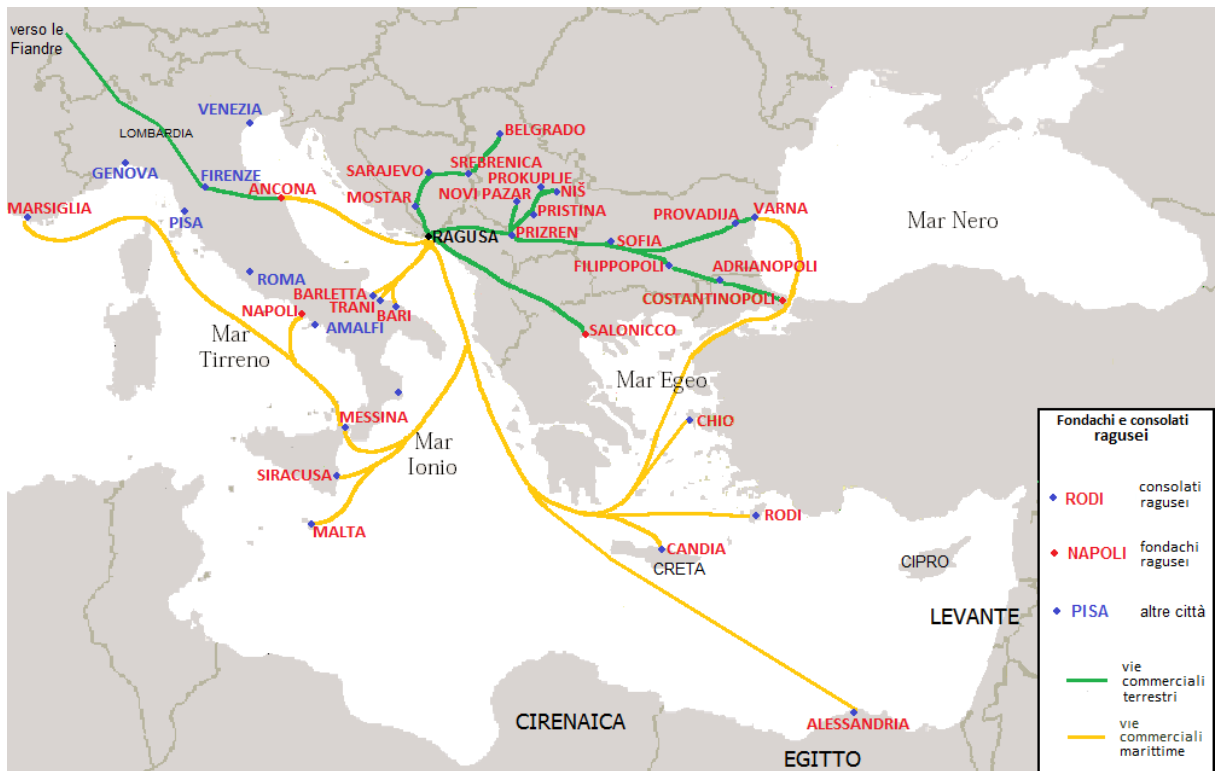 verso le
Fiandre
VENEZIA
LOMBARDIA
BELGRADO
GENOVA
FIRENZE
ANCONA
SARAJEVO
SREBRENICA
PROKUPLJE
MOSTAR
NOVI PAZAR
NIŠ
MARSIGLIA
PISA
PRISTINA
PROVADIJA
VARNA
Mar Nero
RAGUSA
PRIZREN
SOFIA
ROMA
FILIPPOPOLI
ADRIANOPOLI
BARLETTA
TRANI
BARI
COSTANTINOPOLI
NAPOLI
AMALFI
SALONICCO
Mar
Tirreno
Mar Egeo
MESSINA
CHIO
Mar
Ionio
SIRACUSA
MALTA
RODI
CANDIA
CRETA
CIPRO
LEVANTE
CIRENAICA
ALESSANDRIA
EGITTO
Fondachi e consolati
ragusei
RODI
consolati
ragusei
NAPOLI
fondachi
ragusei
PISA
altre città
vie
commerciali
terrestri
vie
commerciali
marittime